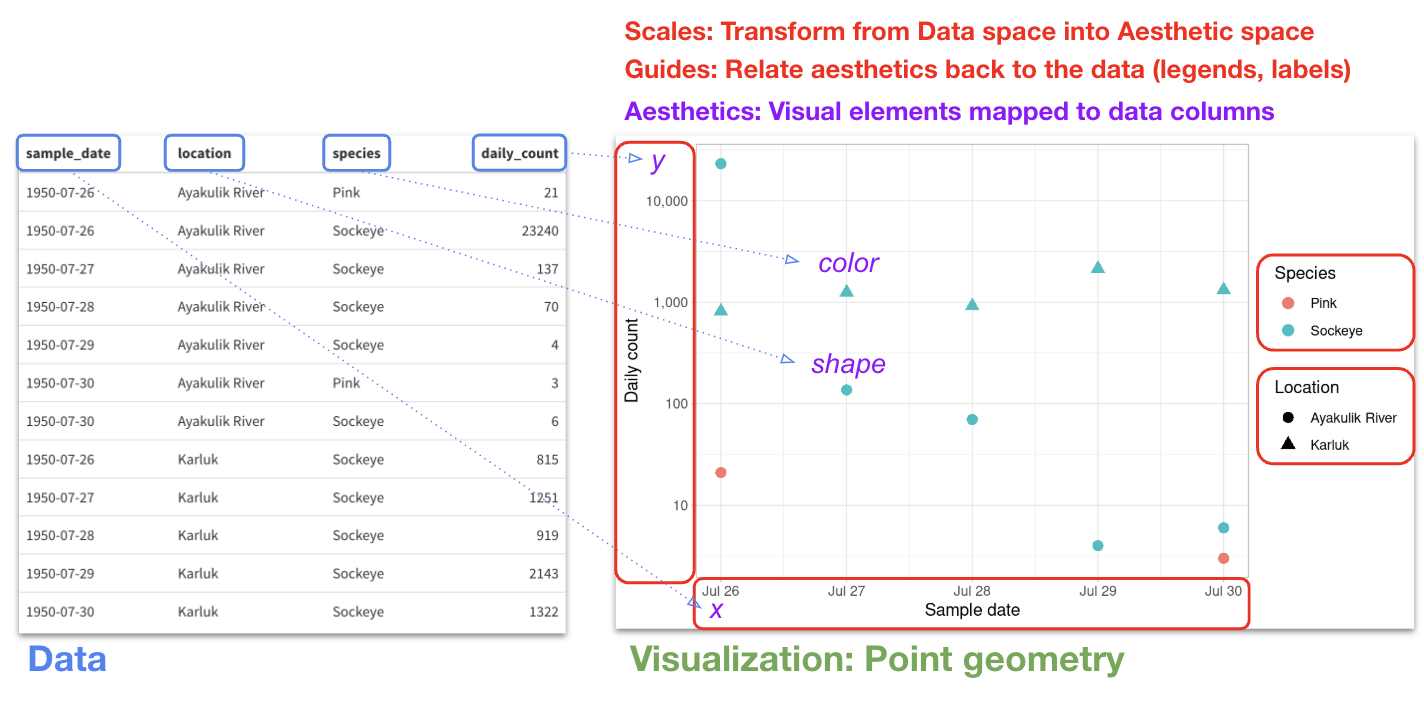 Scales: Transform from Data space into Aesthetic space
Guides: Relate aesthetics back to the data (legends, labels)
Aesthetics: Visual elements mapped to data columns
sample_date location species daily_count
1950-07-26 Ayakulik River Pink 21
1950-07-26 Ayakulik River Sockeye 23240
1950-07-27 Ayakulik River Sockeye 137
1950-07-28 Ayakulik River Sockeye 70
1950-07-29 Ayakulik River Sockeye 4
1950-07-30 Ayakulik River Pink 3
1950-07-30 Ayakulik River Sockeye 6
1950-07-26 Karluk Sockeye 815
1950-07-27 Karluk Sockeye 1251
1950-07-28 Karluk Sockeye 919
1950-07-29 Karluk Sockeye 2143
1950-07-30 Karluk Sockeye 1322
Data
y
10,000
1,000
100
10
Daily count
color
shape
Jul 26 Jul 27 Jul 28 Jul 29 Jul 30
x
Sample date
Species
Pink
Sockeye
Location
Ayakulik River
Karluk
Visualization: Point geometry